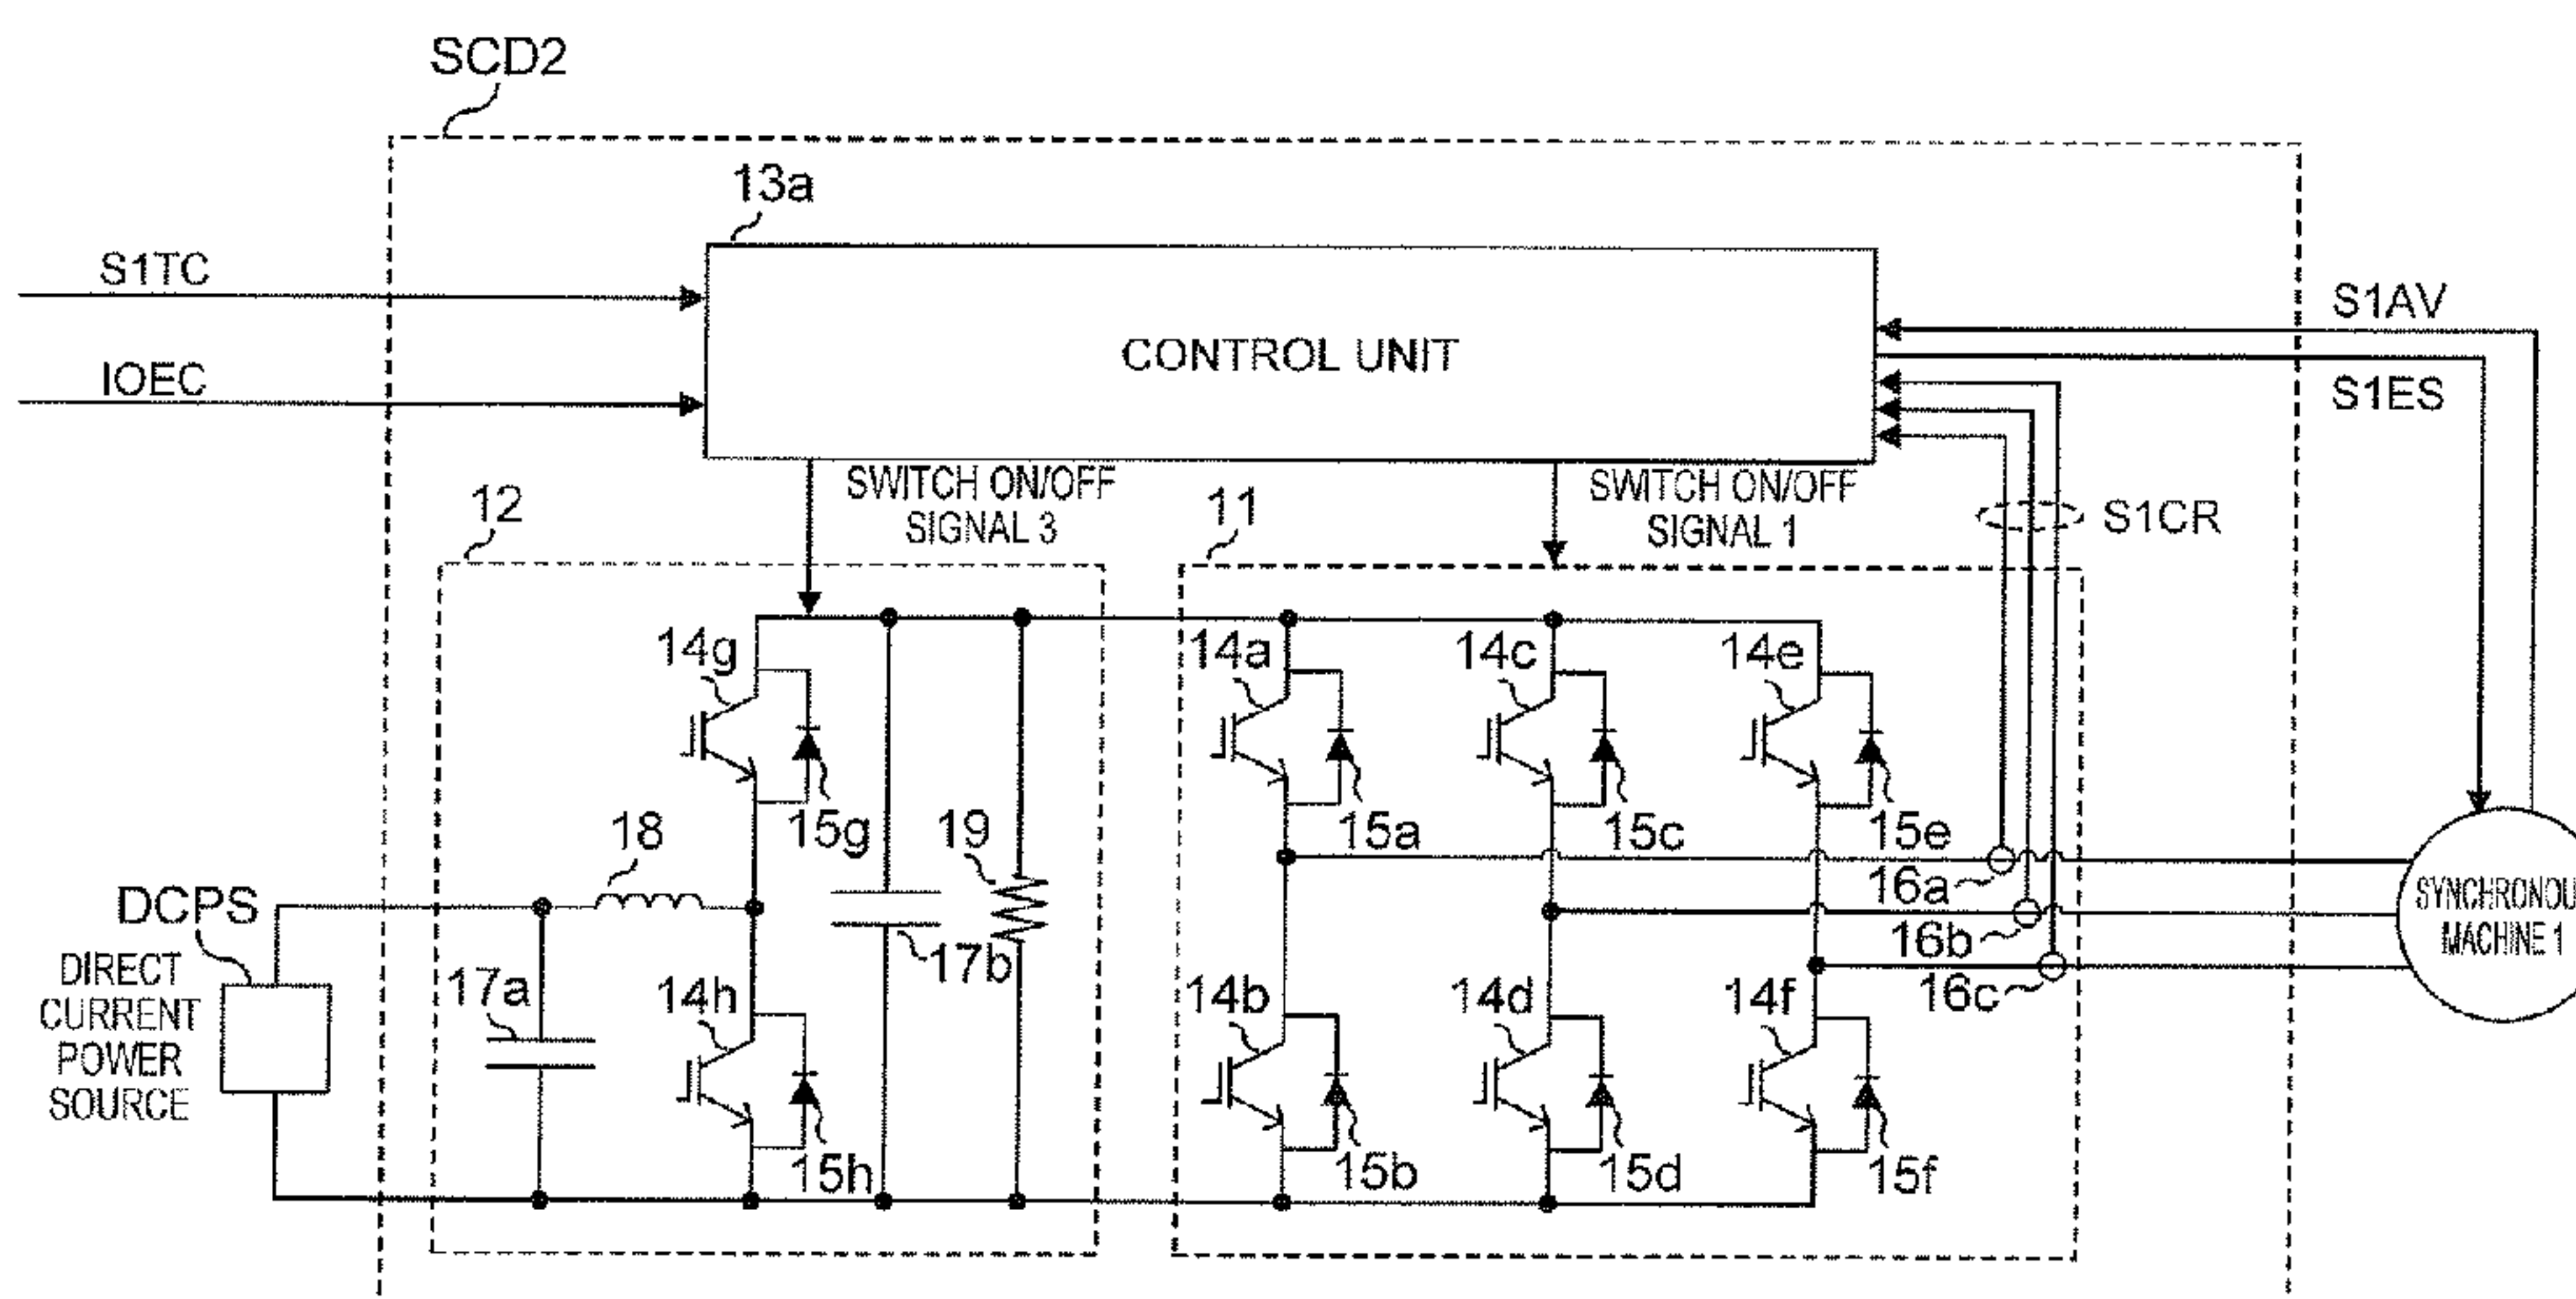 SCD2
13a
S1TC
IOEC
CONTROL UNIT
S1AV
S1ES
SWITCH ON/OFF
SIGNAL 3
SWITCH ON/OFF
SIGNAL 1
12
11
S1CR
14g
14a
14c
14e
15g
15a
15c
15e
18
19
16a
DCPS
DIRECT
CURRENT
POWER
SOURCE
17a
17b
16b
16c
SYNCHRONOU
MACHINE 1
14h
14b
14d
14f
15h
15b
15d
15f